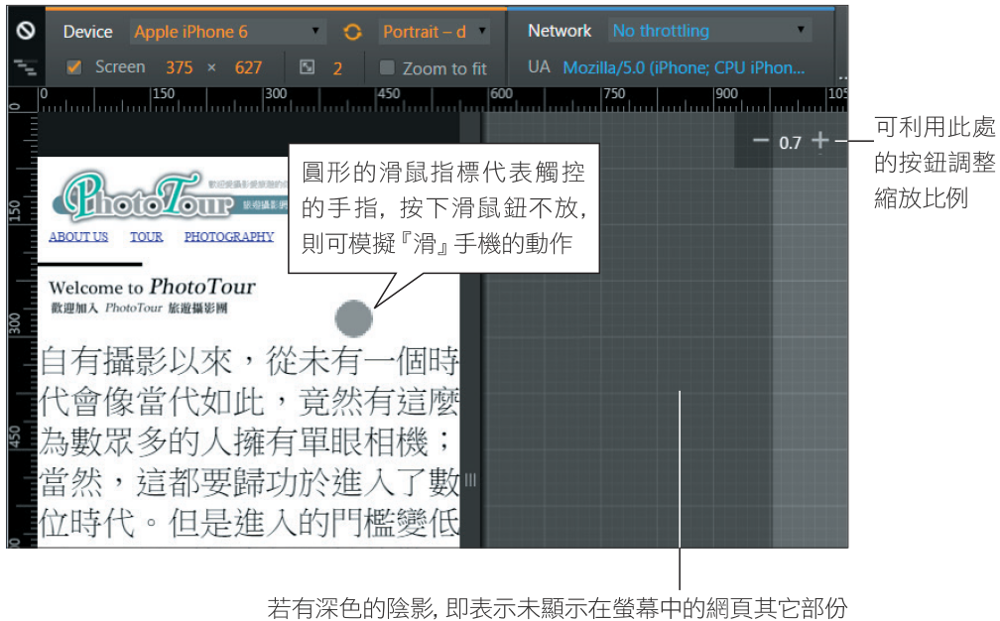 Device Apple iPhone 6 Portrait – d Network No throttling
Screen 375 × 627 2 Zoom to fit UA Mozilla/5.0 (iPhone; CPU iPhon... ...
0 150 300 450 600 750 900 105
0.7
可利用此處
的按鈕調整
縮放比例
圓形的滑鼠指標代表觸控
的手指, 按下滑鼠鈕不放,
則可模擬『滑』手機的動作
0
150
300
450
PhotoTour
ABOUT US TOUR PHOTOGRAPHY
Welcome to PhotoTour
歡迎加入 PhotoTour 旅遊攝影團
自有攝影以來，從未有一個時
代會像當代如此，竟然有這麼
為數眾多的人擁有單眼相機；
當然，這都要歸功於進入了數
位時代。但是進入的門檻變低
若有深色的陰影, 即表示未顯示在螢幕中的網頁其它部份